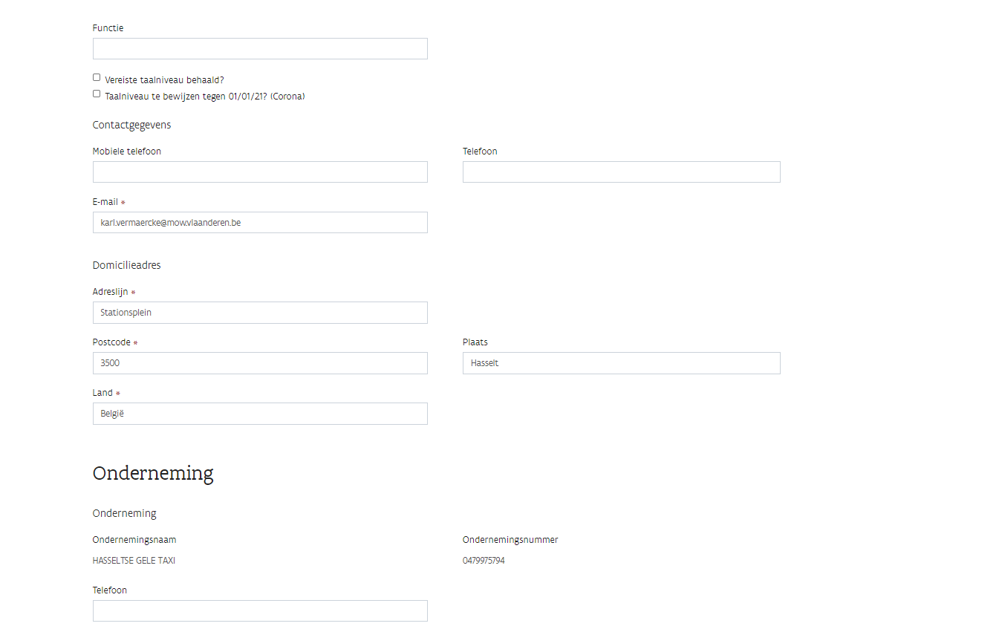 Functie
Vereiste taalniveau behaald?
Taalniveau te bewijzen tegen 01/01/21? (Corona)
Contactgegevens
Mobiele telefoon
Telefoon
E-mail *
karl.vermaercke@mow.vlaanderen.be
Domicilieadres
Adreslijn *
Stationsplein
Postcode *
Plaats
3500
Hasselt
Land *
België
Onderneming
Onderneming
Ondernemingsnaam
Ondernemingsnummer
HASSELTSE GELE TAXI
0479975794
Telefoon